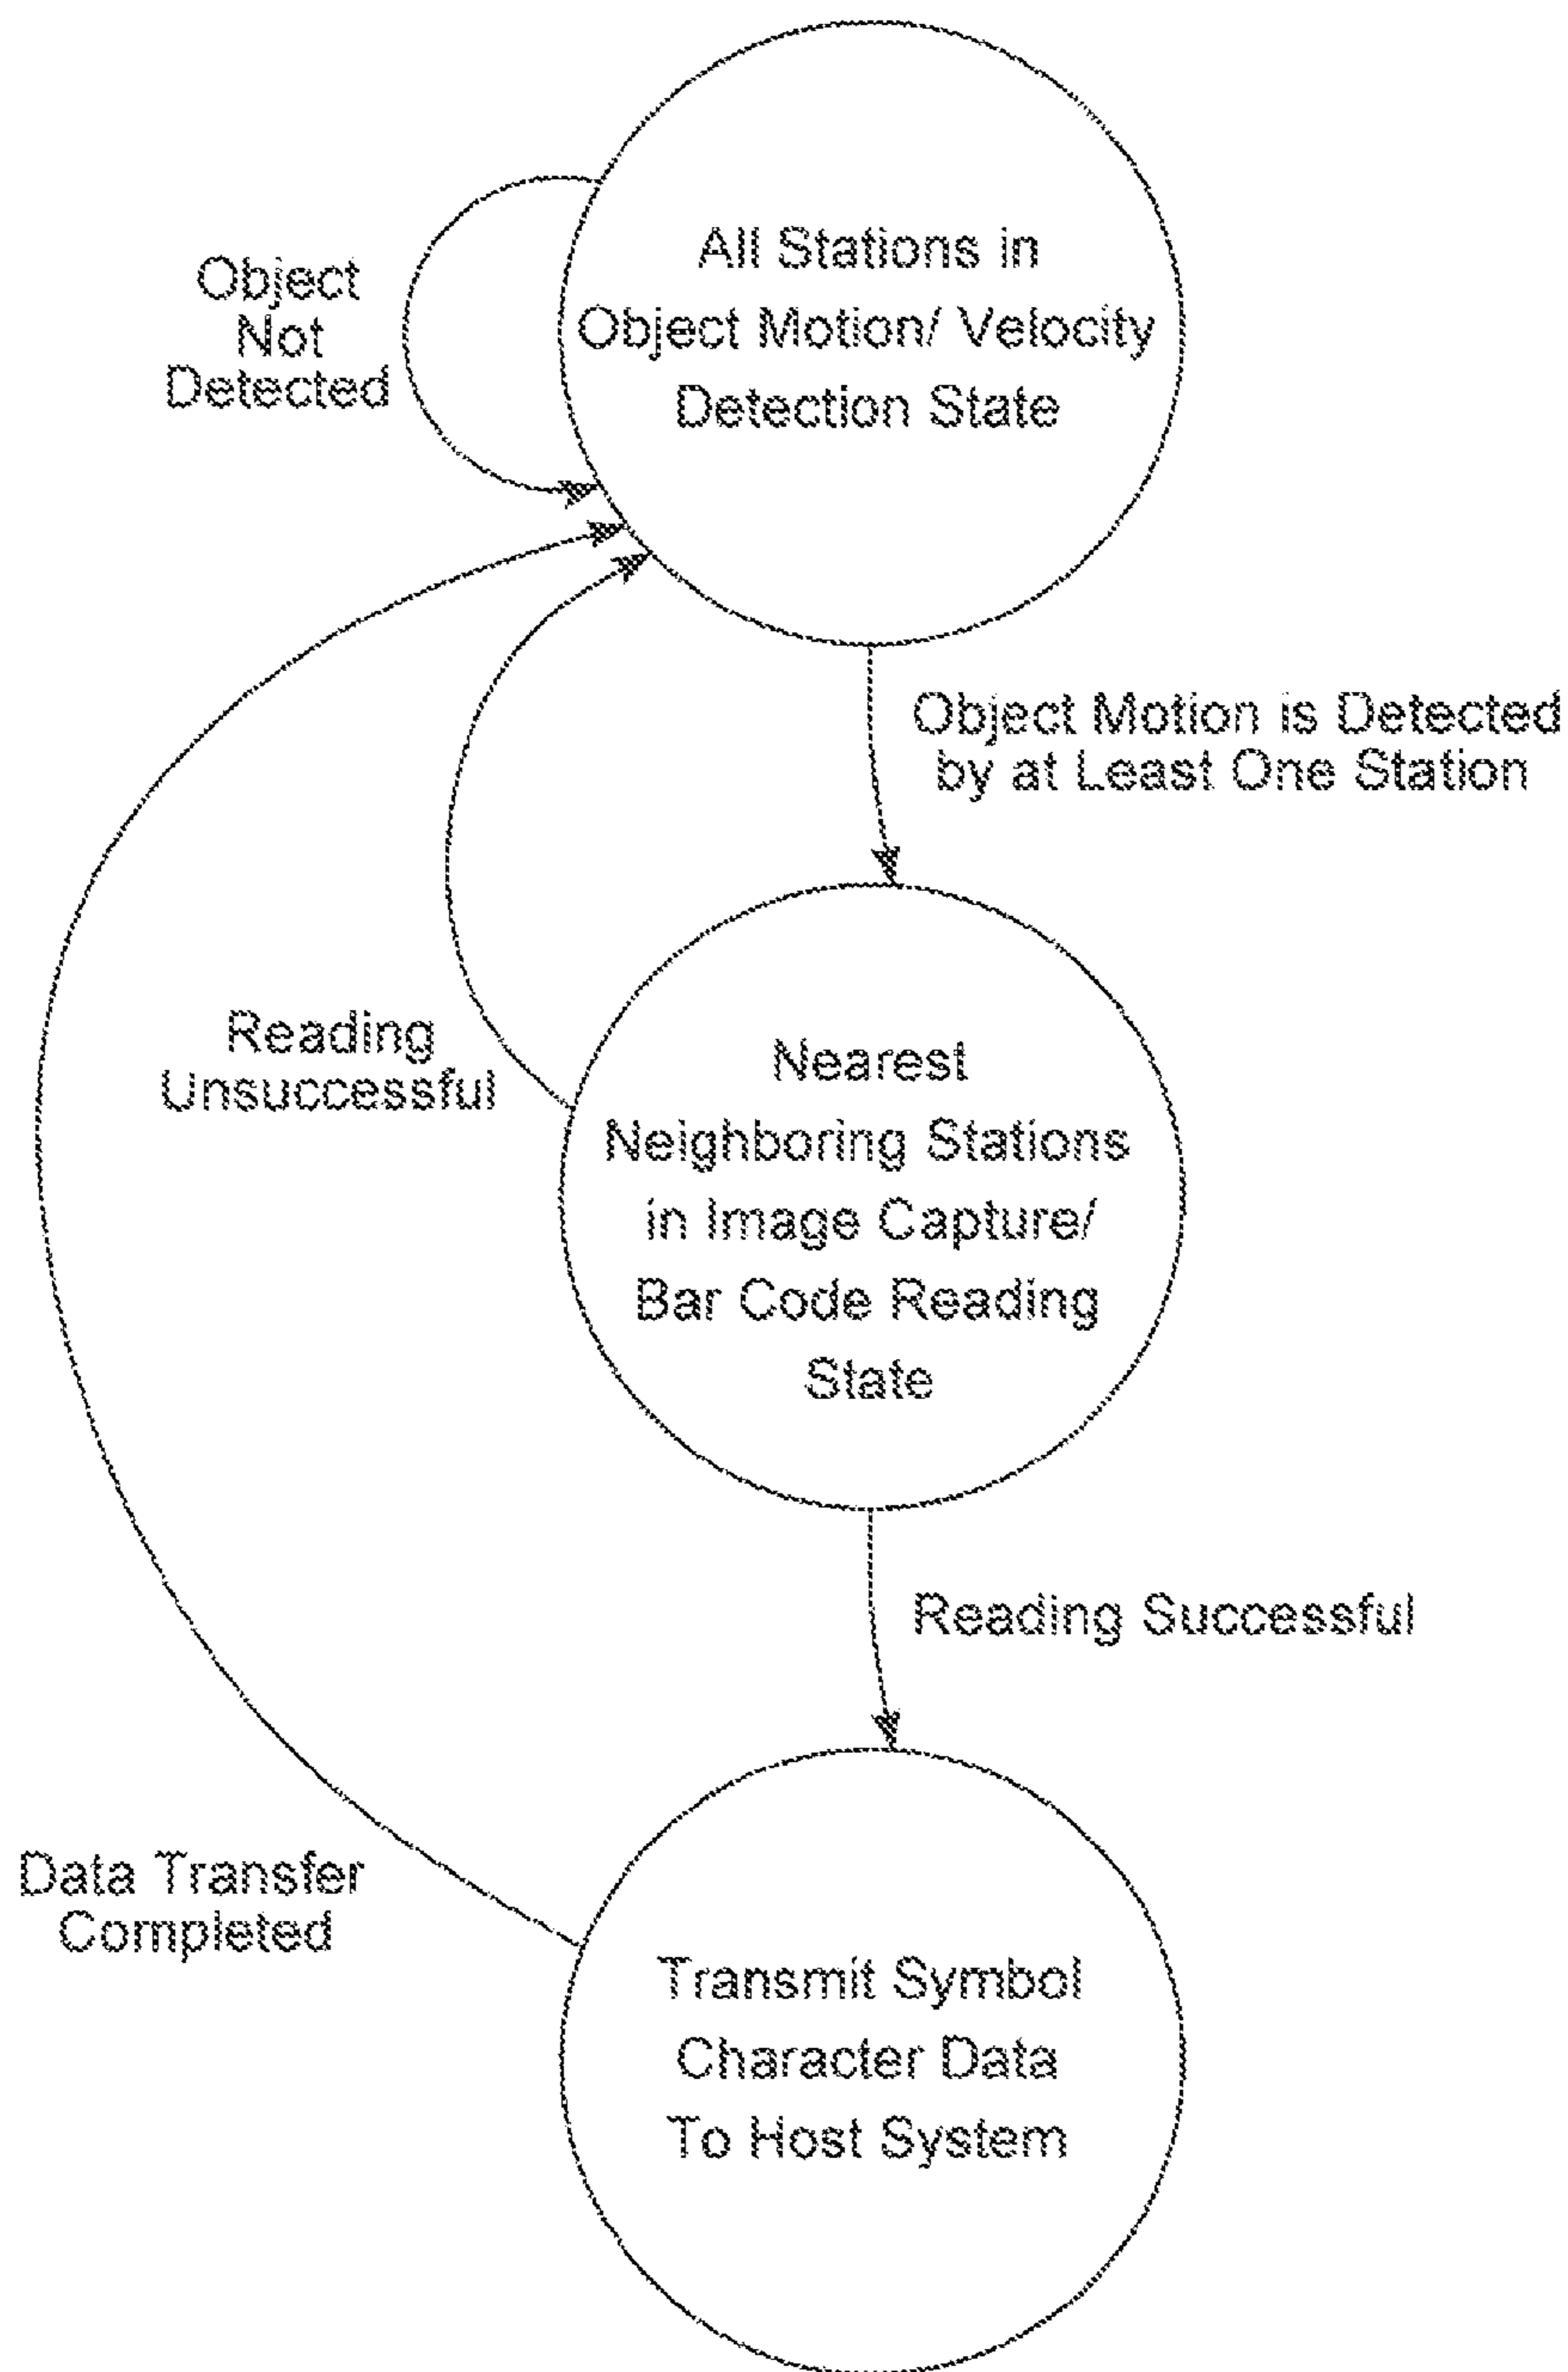 All Stations in
Object Motion/ Velocity
Detection State
Object
Not
Detected
Object Motion is Detected
by at Least One Station
Nearest
Neighboring Stations
in Image Capture/
Bar Code Reading
State
Reading
Unsuccessful
Reading Successful
Data Transfer
Completed
Transmit Symbol
Character Data
To Host System